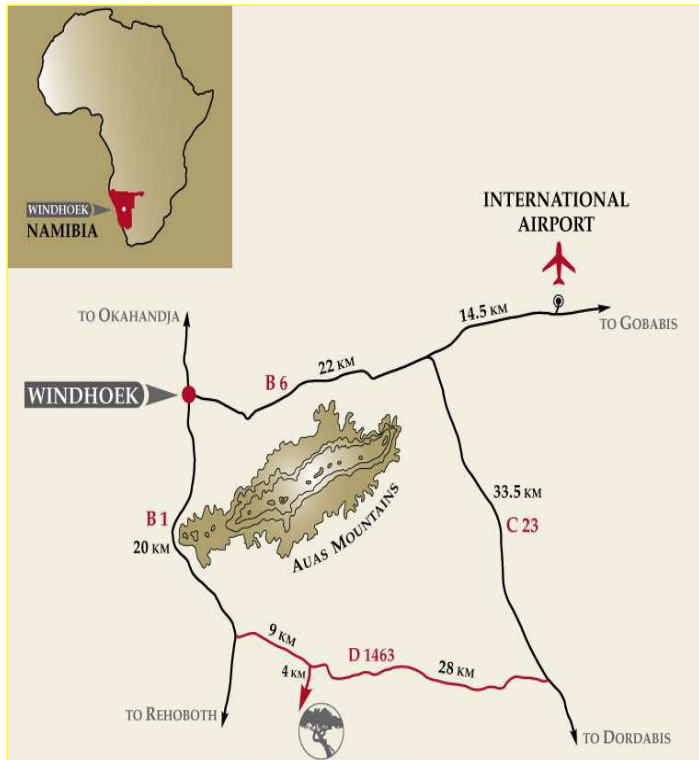 WINDHOEK
NAMIBIA
INTERNATIONAL
AIRPORT
14.5 KM
TO OKAHANDJA
TO GOBABIS
22 KM
B 6
WINDHOEK
33.5 KM
C 23
B 1
20 KM
AUAS MOUNTAINS
9 KM
D 1463
4 KM
28 KM
TO REHOBOTH
TO DORDABIS